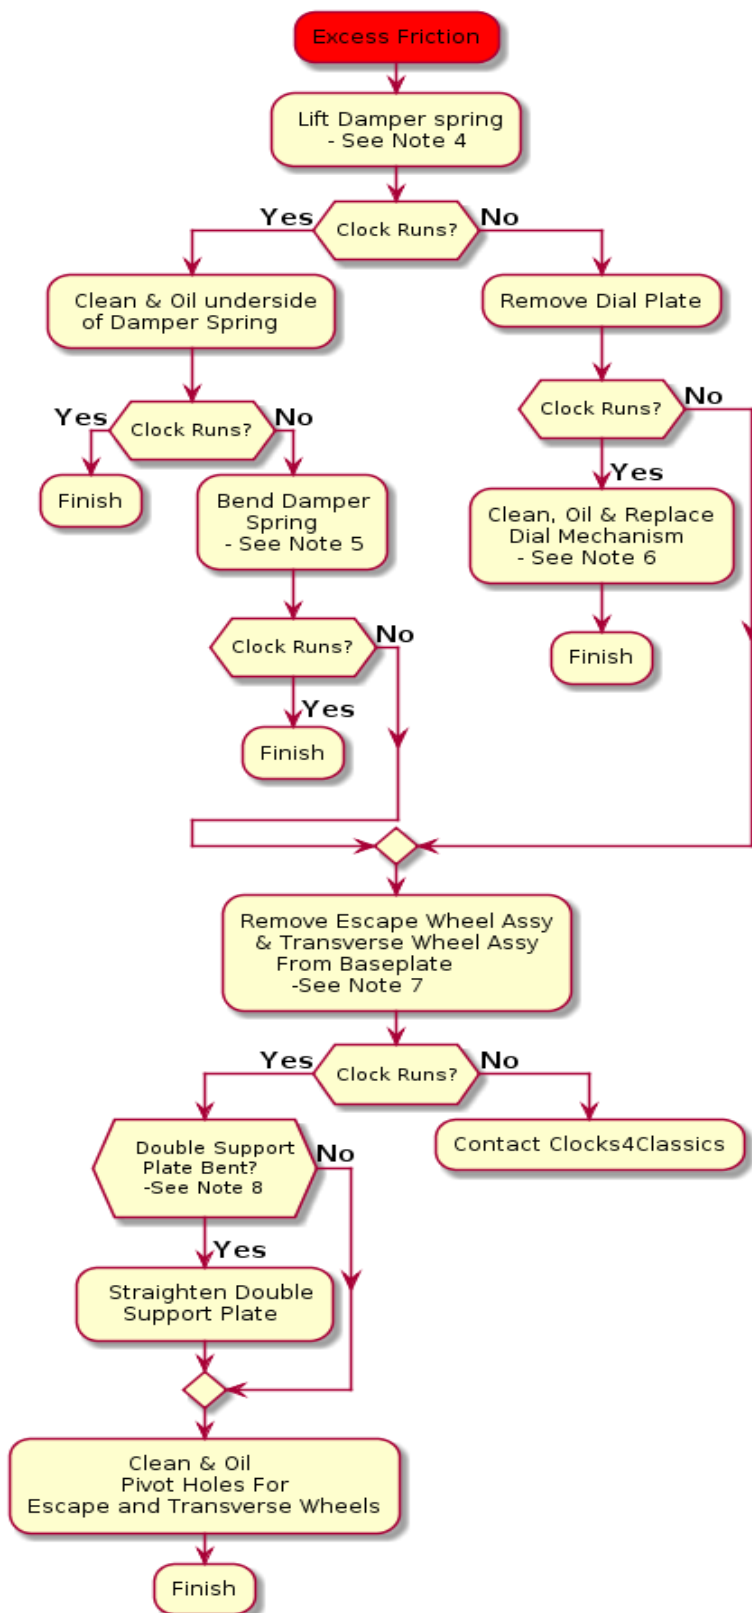 Excess Friction
Lift Damper spring
- See Note 4
Yes
Clock Runs?
No
Clean & Oil underside
of Damper Spring
Remove Dial Plate
Yes
Clock Runs?
No
Clock Runs?
No
Yes
Finish
Bend Damper
Spring
- See Note 5
Clean, Oil & Replace
Dial Mechanism
- See Note 6
Clock Runs?
No
Finish
Yes
Finish
Remove Escape Wheel Assy
& Transverse Wheel Assy
From Baseplate
-See Note 7
Yes
Clock Runs?
No
Double Support
Plate Bent?
-See Note 8
No
Contact Clocks4Classics
Yes
Straighten Double
Support Plate
Clean & Oil
Pivot Holes For
Escape and Transverse Wheels
Finish